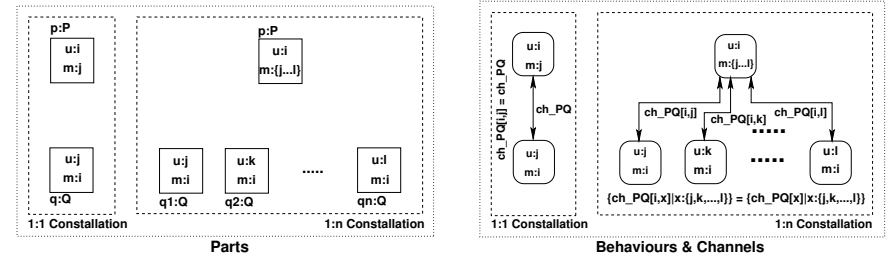 p:P
u:i
m:j
u:j
m:i
q:Q
1:1 Constallation
p:P
u:i
m:{j...l}
u:j
m:i
q1:Q
u:k
m:i
q2:Q
.....
u:l
m:i
qn:Q
1:n Constallation
Parts
ch_PQ[i,j] = ch_PQ
u:i
m:j
ch_PQ
u:j
m:i
1:1 Constallation
u:i
m:{j...l}
ch_PQ[i,j]
ch_PQ[i,k]
ch_PQ[i,l]
.....
u:j
m:i
u:k
m:i
.....
u:l
m:i
{ch_PQ[i,x]|x:{j,k,...,l}} = {ch_PQ[x]|x:{j,k,...,l}}
1:n Constallation
Behaviours & Channels